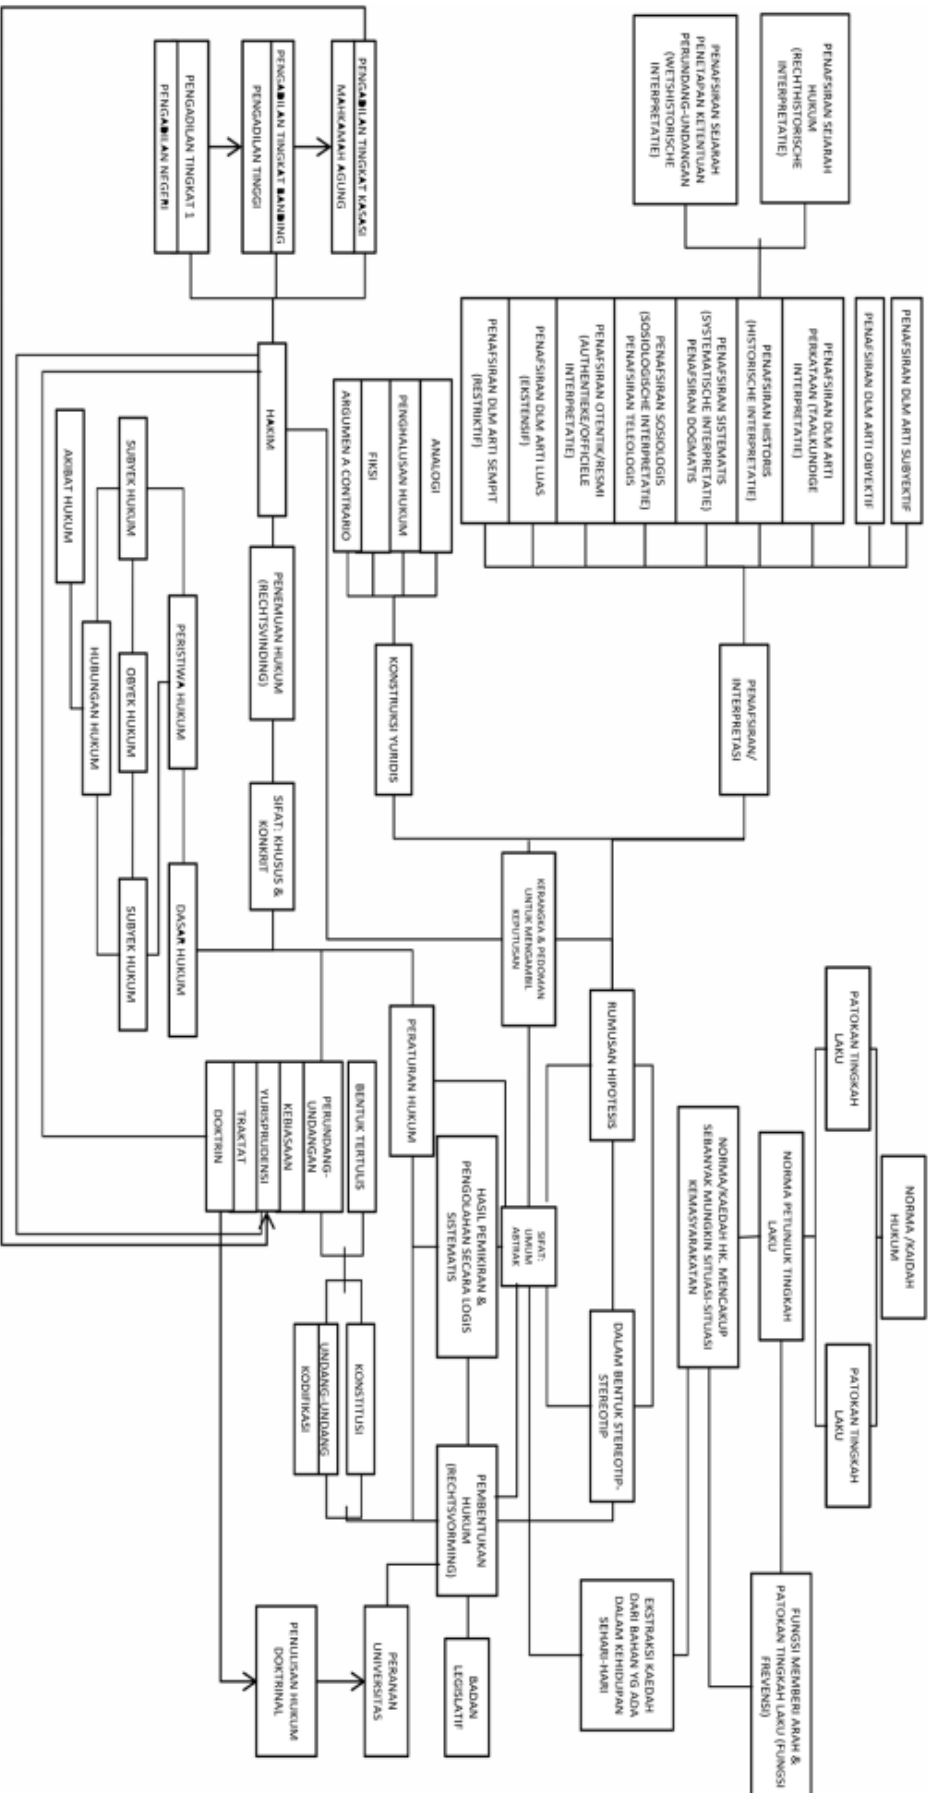 NORMA /KAIDAH
HUKUM
PATOKAN TINGKAH
LAKU
PATOKAN TINGKAH
LAKU
NORMA PETUNJUK TINGKAH
LAKU
FUNGSI MEMBERI ARAH &
PATOKAN TINGKAH LAKU (FUNGSI
FREVENSI)
NORMA/KAEDAH HK. MENCAKUP
SEBANYAK MUNGKIN SITUASI-SITUASI
KEMASYARAKATAN
EKSTRAKSI KAEDAH
DARI BAHAN YG ADA
DALAM KEHIDUPAN
SEHARI-HARI
PENAFSIRAN DLM ARTI SUBYEKTIF
PENAFSIRAN DLM ARTI OBYEKTIF
PENAFSIRAN DLM ARTI
PERKATAAN (TAALKUNDIGE
INTERPRETATIE)
PENAFSIRAN HISTORIS
(HISTORISCHE INTERPRETATIE)
PENAFSIRAN SISTEMATIS
(SYSTEMATISCHE INTERPRETATIE)
PENAFSIRAN DOGMATIS
PENAFSIRAN SOSIOLOGIS
(SOSIOLOGISCHE INTERPRETATIE)
PENAFSIRAN TELEOLOGIS
PENAFSIRAN OTENTIK/RESMI
(AUTHENTIEKE/OFFICIELE
INTERPRETATIE)
PENAFSIRAN DLM ARTI LUAS
(EKSTENSIF)
PENAFSIRAN DLM ARTI SEMPIT
(RESTRIKTIF)
PENAFSIRAN SEJARAH
HUKUM
(RECHTHISTORISCHE
INTERPRETATIE)
PENAFSIRAN SEJARAH
PENETAPAN KETENTUAN
PERUNDANG-UNDANGAN
(WETSHISTORISCHE
INTERPRETATIE)
PENAFSIRAN/
INTERPRETASI
RUMUSAN HIPOTESIS
DALAM BENTUK STEREOTIP-
STEREOTIP
KERANGKA & PEDOMAN
UNTUK MENGAMBIL
KEPUTUSAN
SIFAT:
UMUM
ABTRAK
ANALOGI
PENGHALUSAN HUKUM
FIKSI
ARGUMEN A CONTRARIO
KONSTRUKSI YURIDIS
PERATURAN HUKUM
HASIL PEMIKIRAN &
PENGOLAHAN SECARA LOGIS
SISTEMATIS
PEMBENTUKAN
HUKUM
(RECHTSVORMING)
BADAN
LEGISLATIF
PERANAN
UNIVERSITAS
PENULISAN HUKUM
DOKTRINAL
PENGADILAN TINGKAT KASASI
MAHKAMAH AGUNG
PENGADILAN TINGKAT BANDING
PENGADILAN TINGGI
PENGADILAN TINGKAT 1
PENGADILAN NEGERI
HAKIM
PENEMUAN HUKUM
(RECHTSVINDING)
SIFAT: KHUSUS &
KONKRIT
BENTUK TERTULIS
PERUNDANG-
UNDANGAN
KEBIASAAN
YURISPRUDENSI
TRAKTAT
DOKTRIN
KONSTITUSI
UNDANG-UNDANG
KODIFIKASI
PERISTIWA HUKUM
DASAR HUKUM
SUBYEK HUKUM
OBYEK HUKUM
SUBYEK HUKUM
HUBUNGAN HUKUM
AKIBAT HUKUM